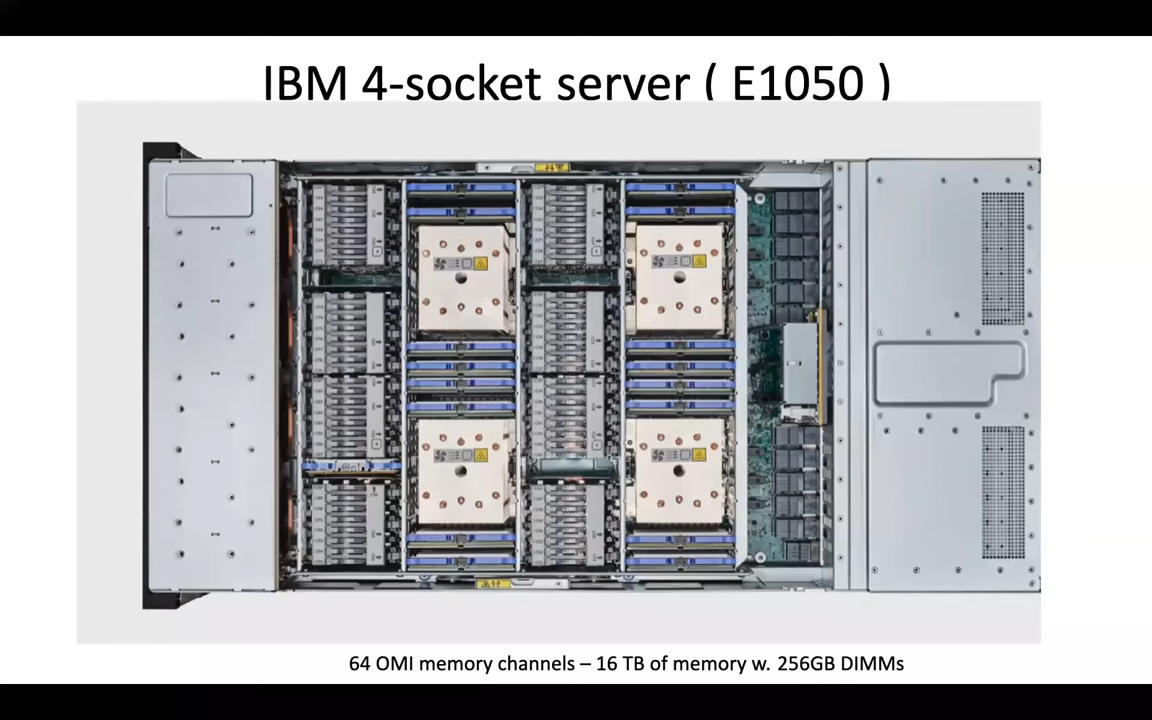 IBM 4-socket server ( E1050 )
64 OMI memory channels – 16 TB of memory w. 256GB DIMMs